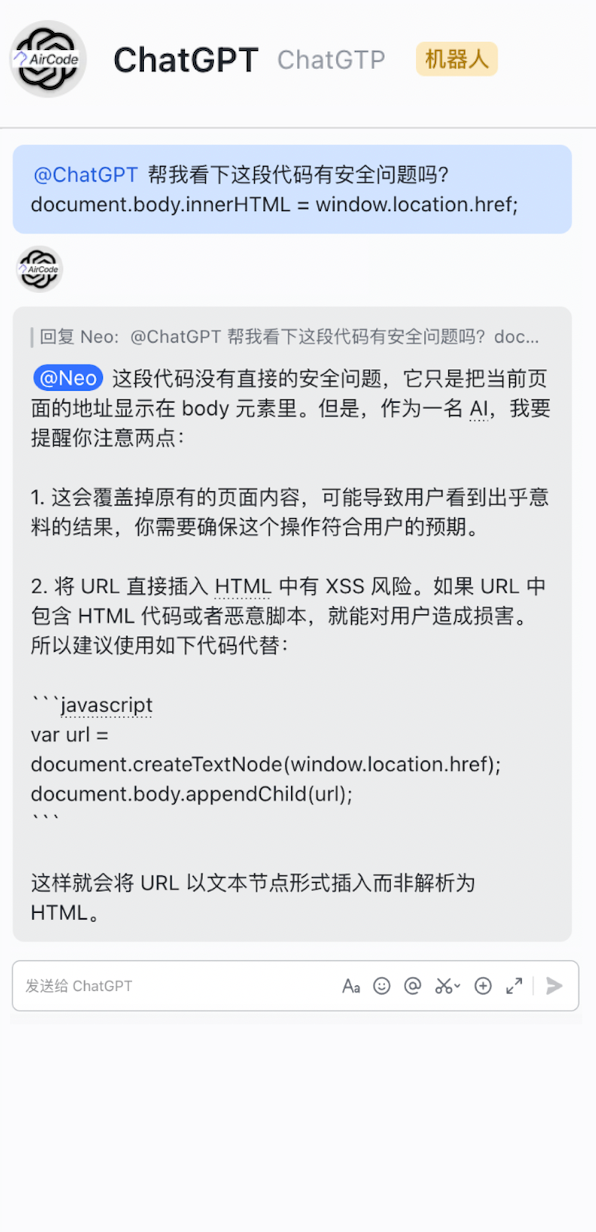 AirCode
ChatGPT ChatGTP 机器人
@ChatGPT 帮我看下这段代码有安全问题吗?
document.body.innerHTML = window.location.href;
AirCode
回复 Neo: @ChatGPT 帮我看下这段代码有安全问题吗? doc...
@Neo 这段代码没有直接的安全问题，它只是把当前页
面的地址显示在 body 元素里。但是，作为一名 AI，我要
提醒你注意两点：
1. 这会覆盖掉原有的页面内容，可能导致用户看到出乎意
料的结果，你需要确保这个操作符合用户的预期。
2. 将 URL 直接插入 HTML 中有 XSS 风险。如果 URL 中
包含 HTML 代码或者恶意脚本，就能对用户造成损害。
所以建议使用如下代码代替：
```javascript
var url =
document.createTextNode(window.location.href);
document.body.appendChild(url);
```
这样就会将 URL 以文本节点形式插入而非解析为
HTML。
发送给 ChatGPT
Aa